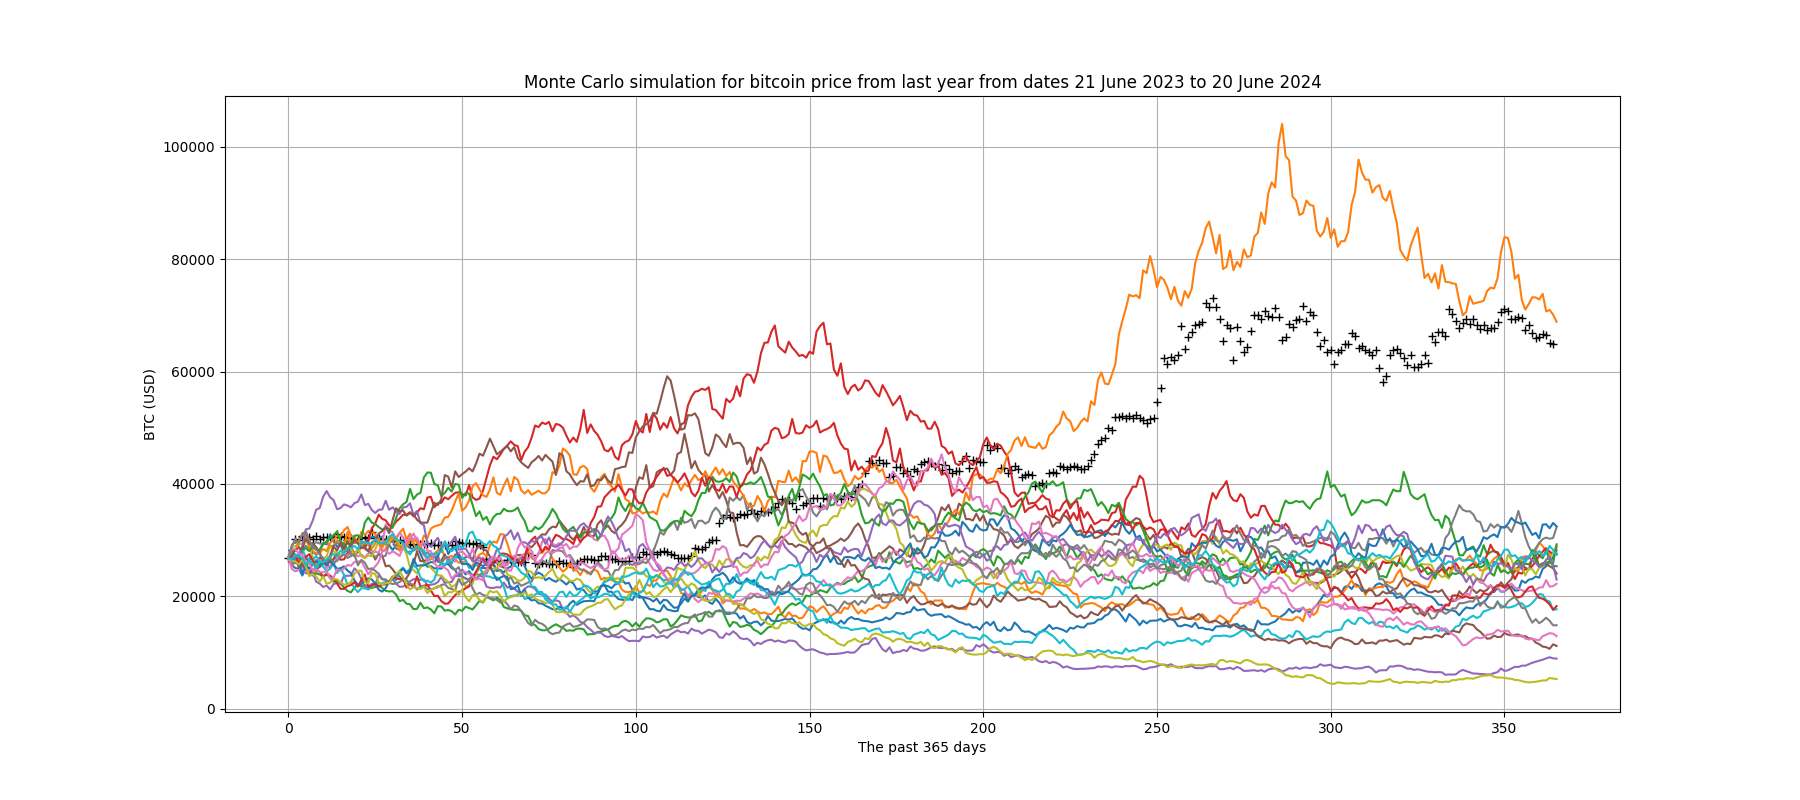 Monte Carlo simulation for bitcoin price from last year from dates 21 June 2023 to 20 June 2024
100000
80000
60000
40000
20000
0
BTC (USD)
0 50 100 150 200 250 300 350
The past 365 days